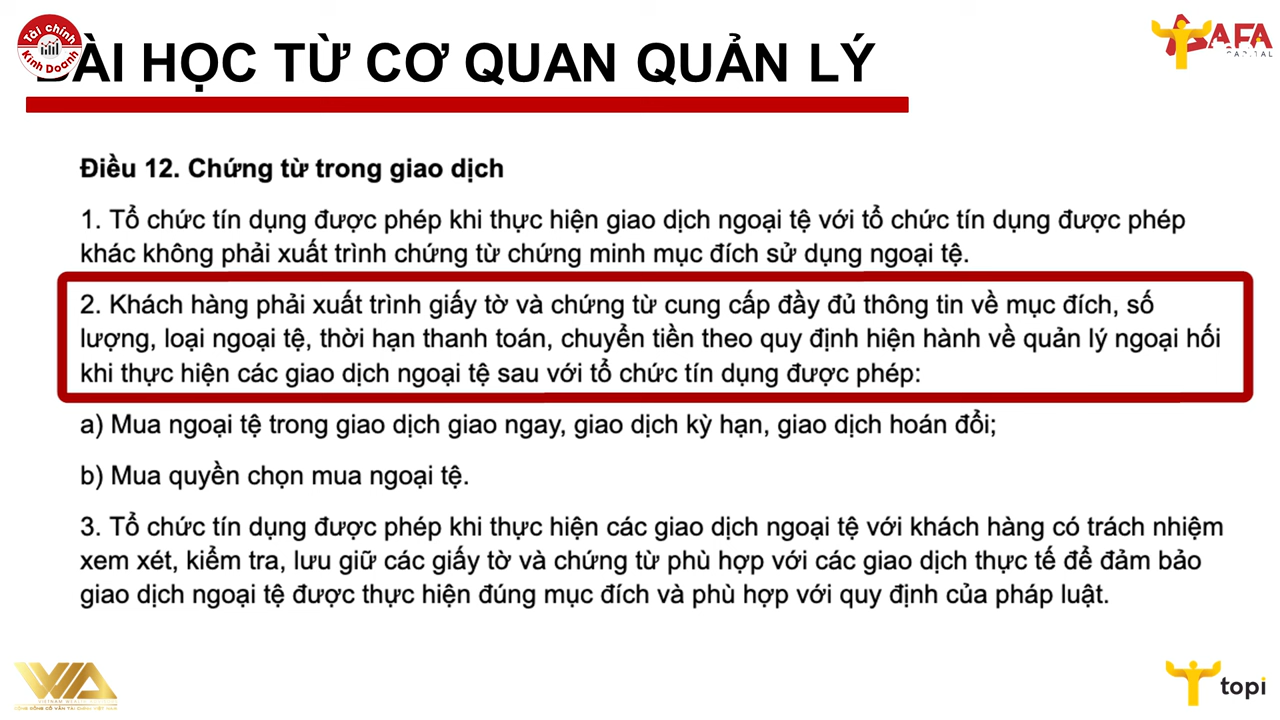 Tài chính
Kinh Doanh
BÀI HỌC TỪ CƠ QUAN QUẢN LÝ
AFA
CAPITAL
Điều 12. Chứng từ trong giao dịch
1. Tổ chức tín dụng được phép khi thực hiện giao dịch ngoại tệ với tổ chức tín dụng được phép
khác không phải xuất trình chứng từ chứng minh mục đích sử dụng ngoại tệ.
2. Khách hàng phải xuất trình giấy tờ và chứng từ cung cấp đầy đủ thông tin về mục đích, số
lượng, loại ngoại tệ, thời hạn thanh toán, chuyển tiền theo quy định hiện hành về quản lý ngoại hối
khi thực hiện các giao dịch ngoại tệ sau với tổ chức tín dụng được phép:
a) Mua ngoại tệ trong giao dịch giao ngay, giao dịch kỳ hạn, giao dịch hoán đổi;
b) Mua quyền chọn mua ngoại tệ.
3. Tổ chức tín dụng được phép khi thực hiện các giao dịch ngoại tệ với khách hàng có trách nhiệm
xem xét, kiểm tra, lưu giữ các giấy tờ và chứng từ phù hợp với các giao dịch thực tế để đảm bảo
giao dịch ngoại tệ được thực hiện đúng mục đích và phù hợp với quy định của pháp luật.
CỘNG ĐỒNG CỐ VẤN TÀI CHÍNH VIỆT NAM
topi